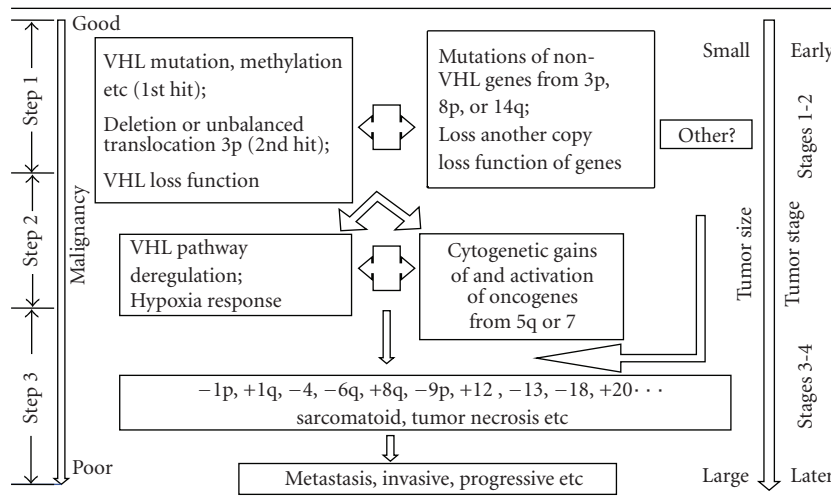 Good
Step 1
Step 2
Step 3
Malignancy
Poor
VHL mutation, methylation
etc (1st hit);
Deletion or unbalanced
translocation 3p (2nd hit);
VHL loss function
Mutations of non-
VHL genes from 3p,
8p, or 14q;
Loss another copy
loss function of genes
Other?
Small
Early
Stages 1-2
VHL pathway
deregulation;
Hypoxia response
Cytogenetic gains
of and activation
of oncogenes
from 5q or 7
Tumor size
Tumor stage
−1p, +1q, −4, −6q, +8q, −9p, +12 , −13, −18, +20· · ·
sarcomatoid, tumor necrosis etc
Stages 3-4
Metastasis, invasive, progressive etc
Large
Later